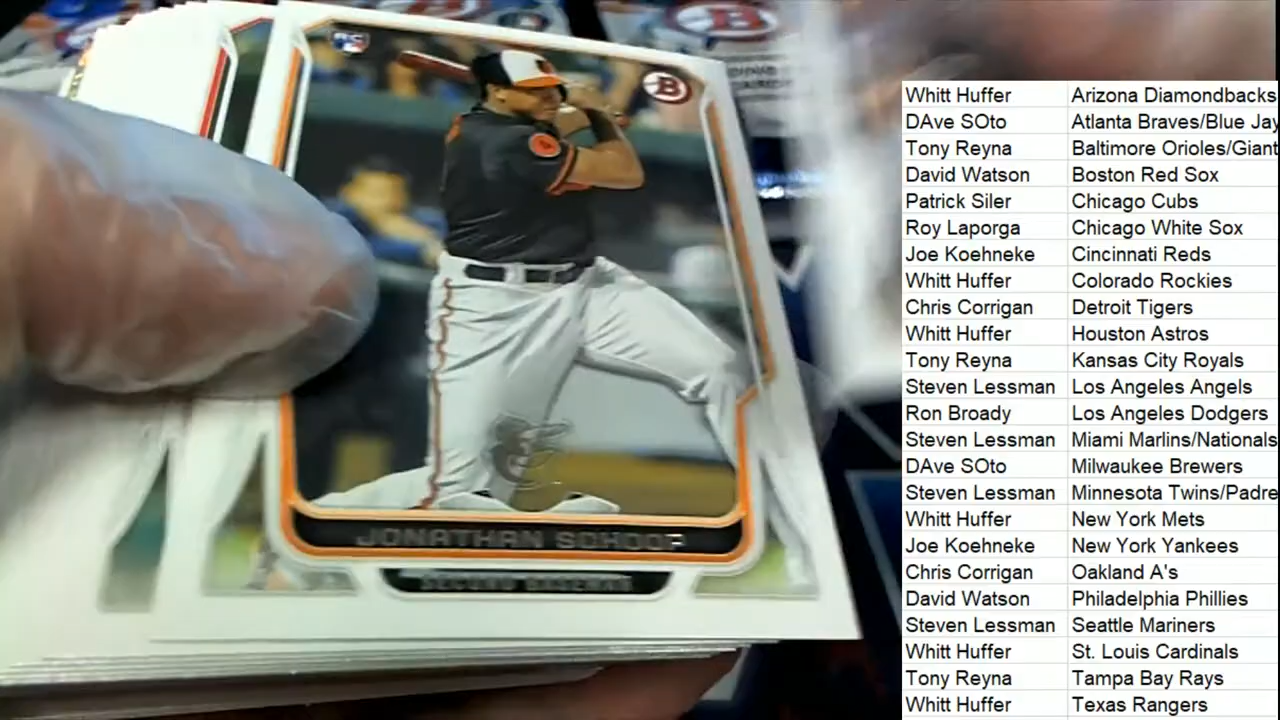 RC
B
JONATHAN SCHOOP
SECOND BASEMAN
Whitt Huffer Arizona Diamondbacks
DAve SOto Atlanta Braves/Blue Jay
Tony Reyna Baltimore Orioles/Giant
David Watson Boston Red Sox
Patrick Siler Chicago Cubs
Roy Laporga Chicago White Sox
Joe Koehneke Cincinnati Reds
Whitt Huffer Colorado Rockies
Chris Corrigan Detroit Tigers
Whitt Huffer Houston Astros
Tony Reyna Kansas City Royals
Steven Lessman Los Angeles Angels
Ron Broady Los Angeles Dodgers
Steven Lessman Miami Marlins/Nationals
DAve SOto Milwaukee Brewers
Steven Lessman Minnesota Twins/Padre
Whitt Huffer New York Mets
Joe Koehneke New York Yankees
Chris Corrigan Oakland A's
David Watson Philadelphia Phillies
Steven Lessman Seattle Mariners
Whitt Huffer St. Louis Cardinals
Tony Reyna Tampa Bay Rays
Whitt Huffer Texas Rangers